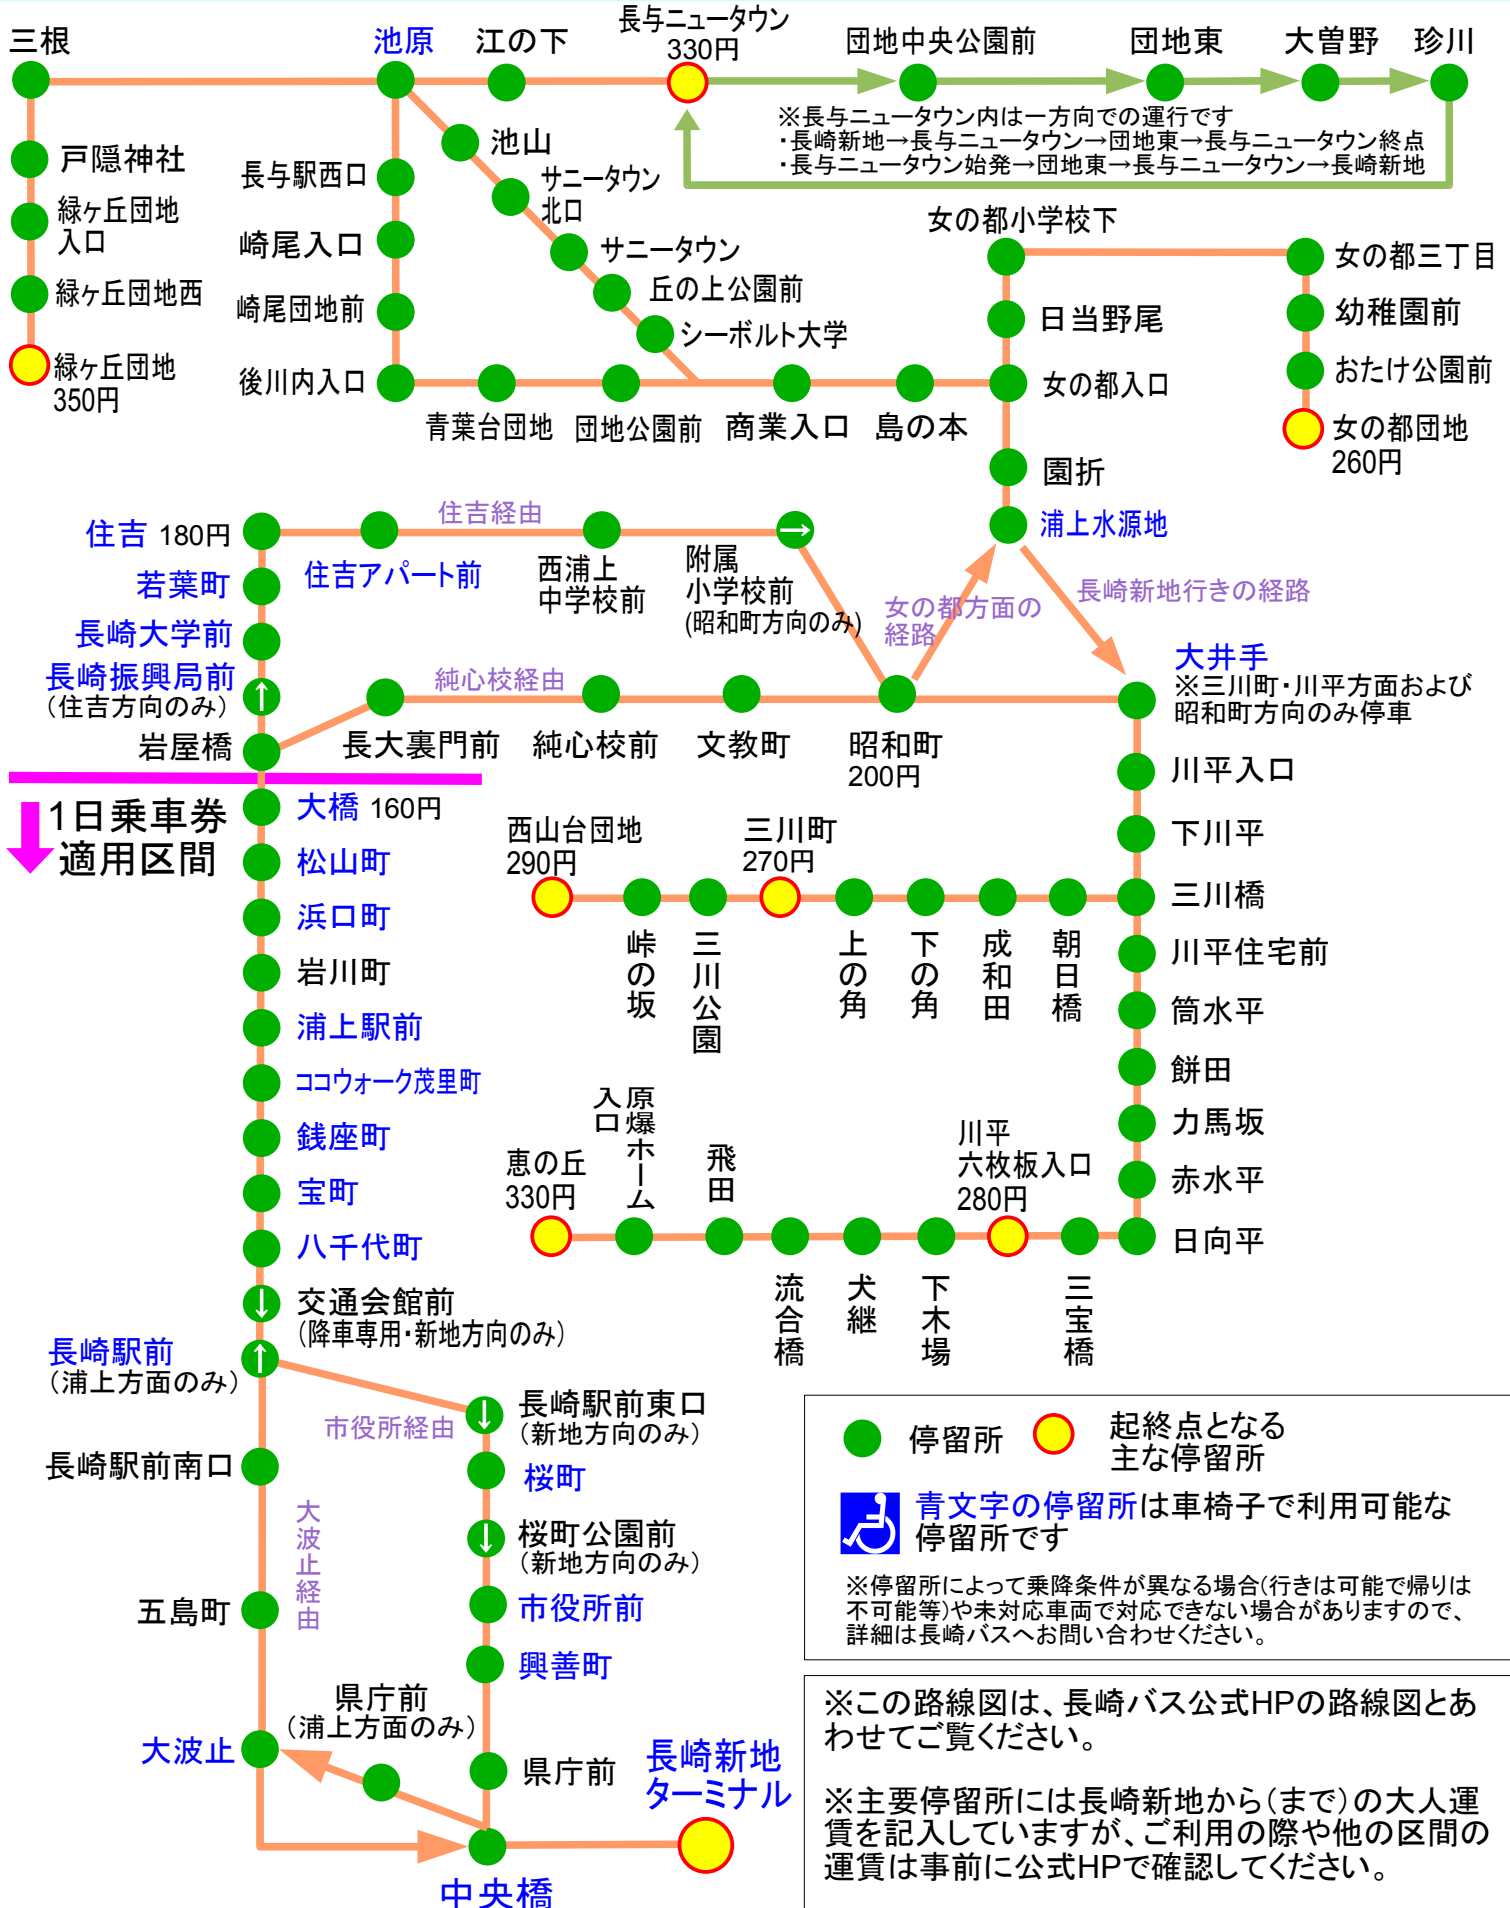 三根
池原
江の下
長与ニュータウン
330円
団地中央公園前
団地東
大曽野
珍川
※長与ニュータウン内は一方向での運行です
・長崎新地→長与ニュータウン→団地東→長与ニュータウン終点
・長与ニュータウン始発→団地東→長与ニュータウン→長崎新地
戸隠神社
緑ヶ丘団地
入口
緑ヶ丘団地西
緑ヶ丘団地
350円
長与駅西口
崎尾入口
崎尾団地前
後川内入口
池山
サニータウン
北口
サニータウン
丘の上公園前
シーボルト大学
青葉台団地
団地公園前
商業入口
島の本
女の都小学校下
日当野尾
女の都入口
園折
浦上水源地
女の都三丁目
幼稚園前
おたけ公園前
女の都団地
260円
住吉 180円
住吉経由
住吉アパート前
西浦上
中学校前
附属
小学校前
(昭和町方向のみ)
女の都方面の
経路
長崎新地行きの経路
若葉町
長崎大学前
長崎振興局前
(住吉方向のみ)
岩屋橋
純心校経由
長大裏門前
純心校前
文教町
昭和町
200円
大井手
※三川町・川平方面および
昭和町方向のみ停車
川平入口
下川平
三川橋
川平住宅前
筒水平
餅田
力馬坂
赤水平
日向平
1日乗車券
適用区間
大橋 160円
松山町
浜口町
岩川町
浦上駅前
ココウォーク茂里町
銭座町
宝町
八千代町
交通会館前
(降車専用・新地方向のみ)
西山台団地
290円
峠の坂
三川公園
三川町
270円
上の角
下の角
成和田
朝日橋
恵の丘
330円
原爆ホーム
入口
飛田
流合橋
犬継
下木場
川平
六枚板入口
280円
三宝橋
長崎駅前
(浦上方面のみ)
市役所経由
長崎駅前東口
(新地方向のみ)
長崎駅前南口
桜町
大波止経由
桜町公園前
(新地方向のみ)
五島町
市役所前
興善町
県庁前
(浦上方面のみ)
大波止
県庁前
長崎新地
ターミナル
中央橋
停留所
起終点となる
主な停留所
青文字の停留所は車椅子で利用可能な
停留所です
※停留所によって乗降条件が異なる場合(行きは可能で帰りは
不可能等)や未対応車両で対応できない場合がありますので、
詳細は長崎バスへお問い合わせください。
※この路線図は、長崎バス公式HPの路線図とあ
わせてご覧ください。
※主要停留所には長崎新地から(まで)の大人運
賃を記入していますが、ご利用の際や他の区間の
運賃は事前に公式HPで確認してください。